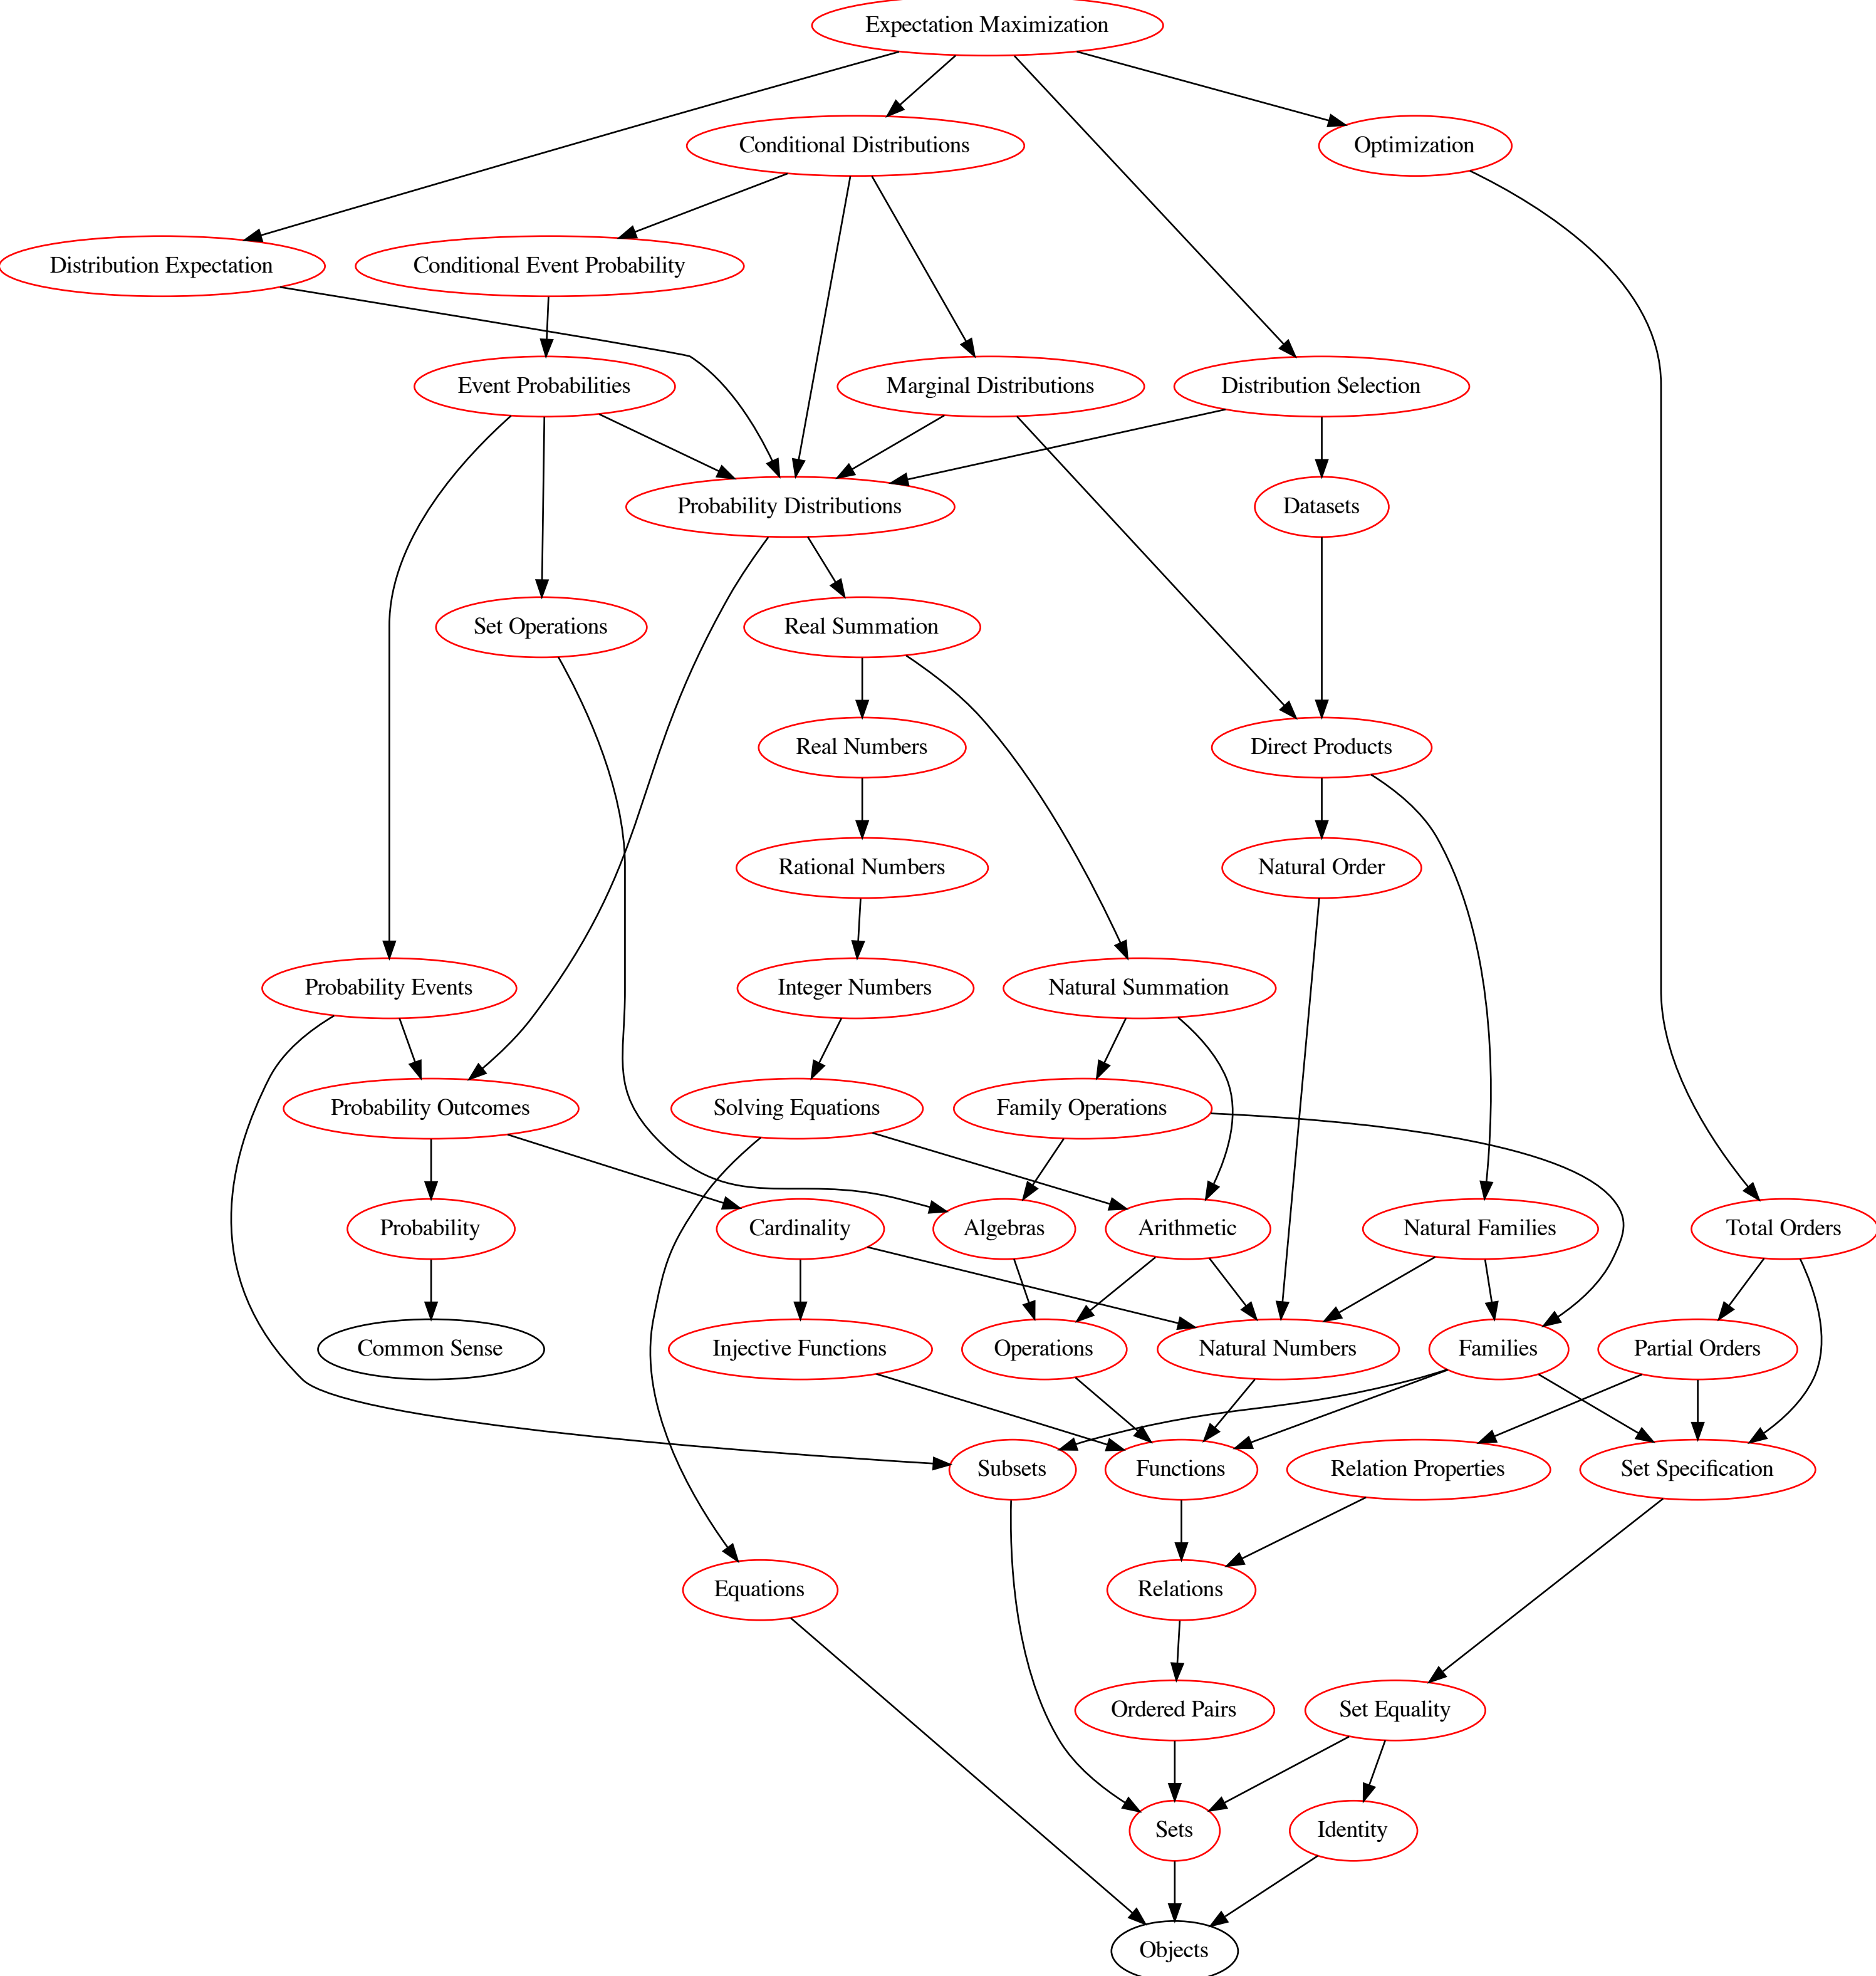 Expectation Maximization
Conditional Distributions
Optimization
Distribution Expectation
Conditional Event Probability
Event Probabilities
Marginal Distributions
Distribution Selection
Probability Distributions
Datasets
Set Operations
Real Summation
Real Numbers
Direct Products
Rational Numbers
Natural Order
Probability Events
Integer Numbers
Natural Summation
Probability Outcomes
Solving Equations
Family Operations
Probability
Cardinality
Algebras
Arithmetic
Natural Families
Total Orders
Common Sense
Injective Functions
Operations
Natural Numbers
Families
Partial Orders
Subsets
Functions
Relation Properties
Set Specification
Equations
Relations
Ordered Pairs
Set Equality
Sets
Identity
Objects